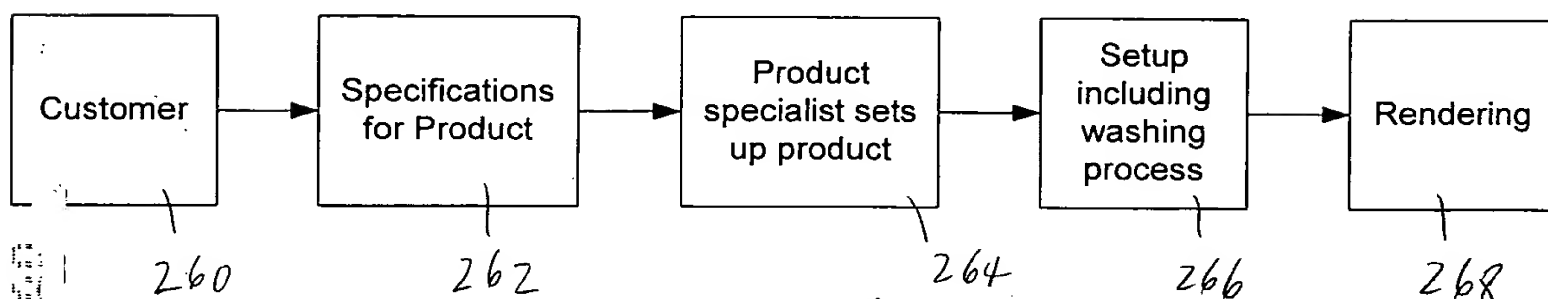 Customer
Specifications
for Product
Product
specialist sets
up product
Setup
including
washing
process
Rendering
260
262
264
266
268